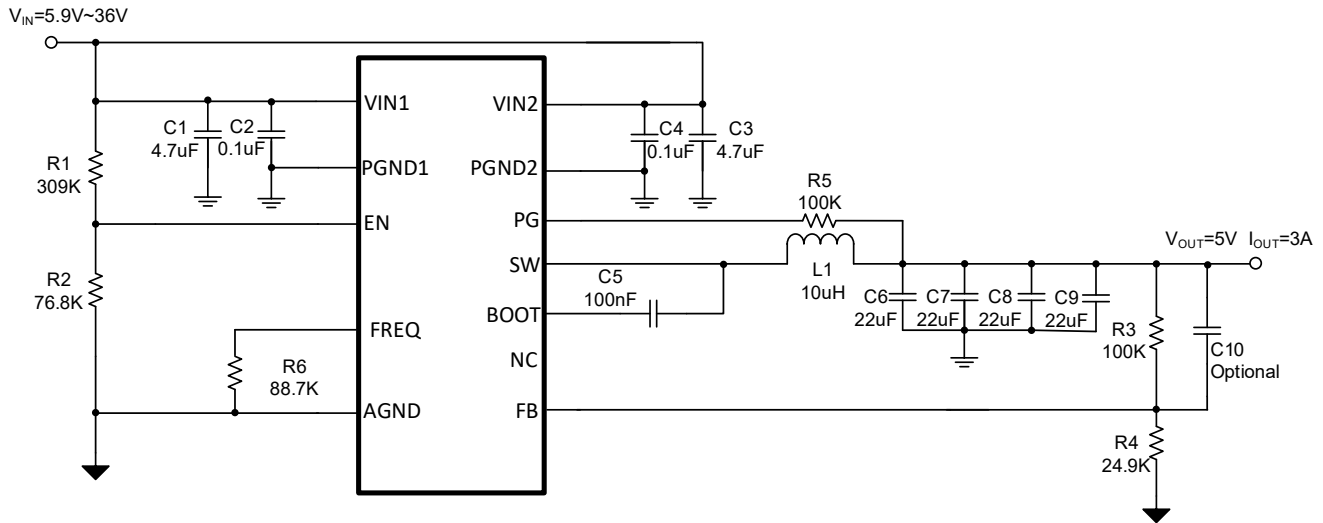 V_IN=5.9V~36V
VIN1
VIN2
C1
4.7uF
C2
0.1uF
C4
0.1uF
C3
4.7uF
R1
309K
PGND1
PGND2
R5
100K
EN
PG
V_OUT=5V I_OUT=3A
SW
L1
10uH
R2
76.8K
C5
100nF
C6
22uF
C7
22uF
C8
22uF
C9
22uF
BOOT
FREQ
R3
100K
C10
Optional
NC
R6
88.7K
AGND
FB
R4
24.9K